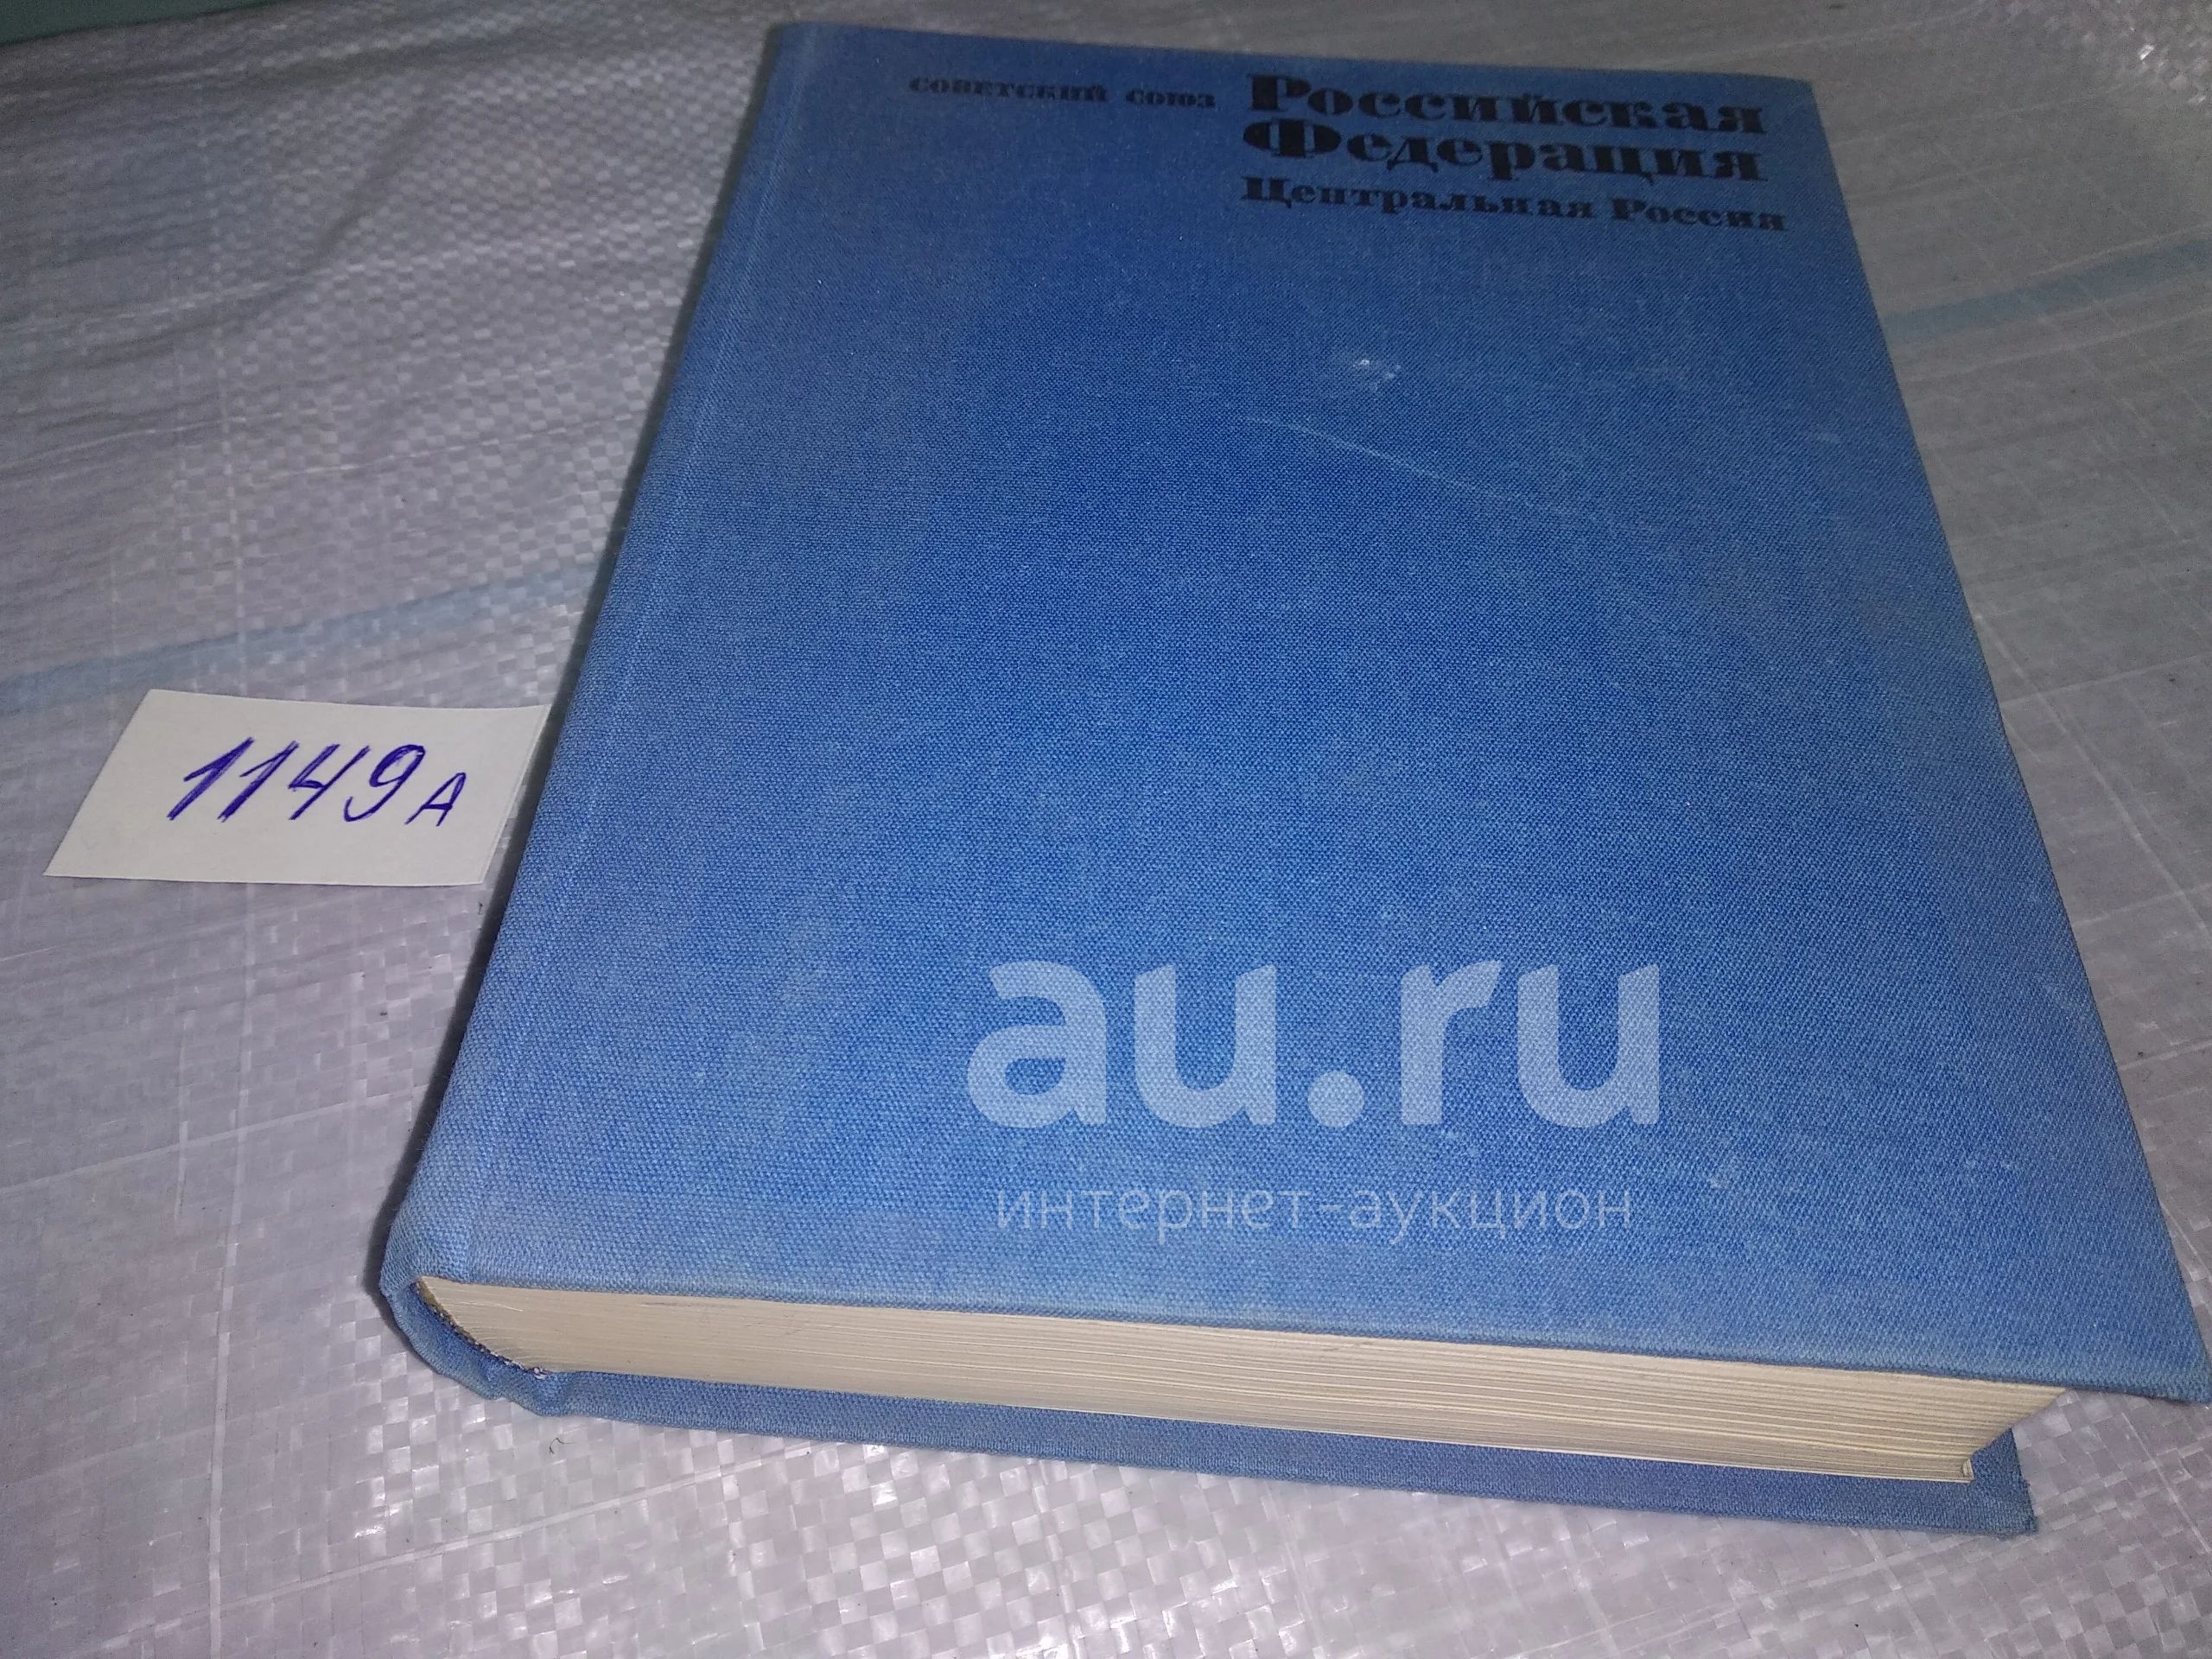 советский союз Российская
Федерация
Центральная Россия
1149А
au.ru
интернет-аукцион